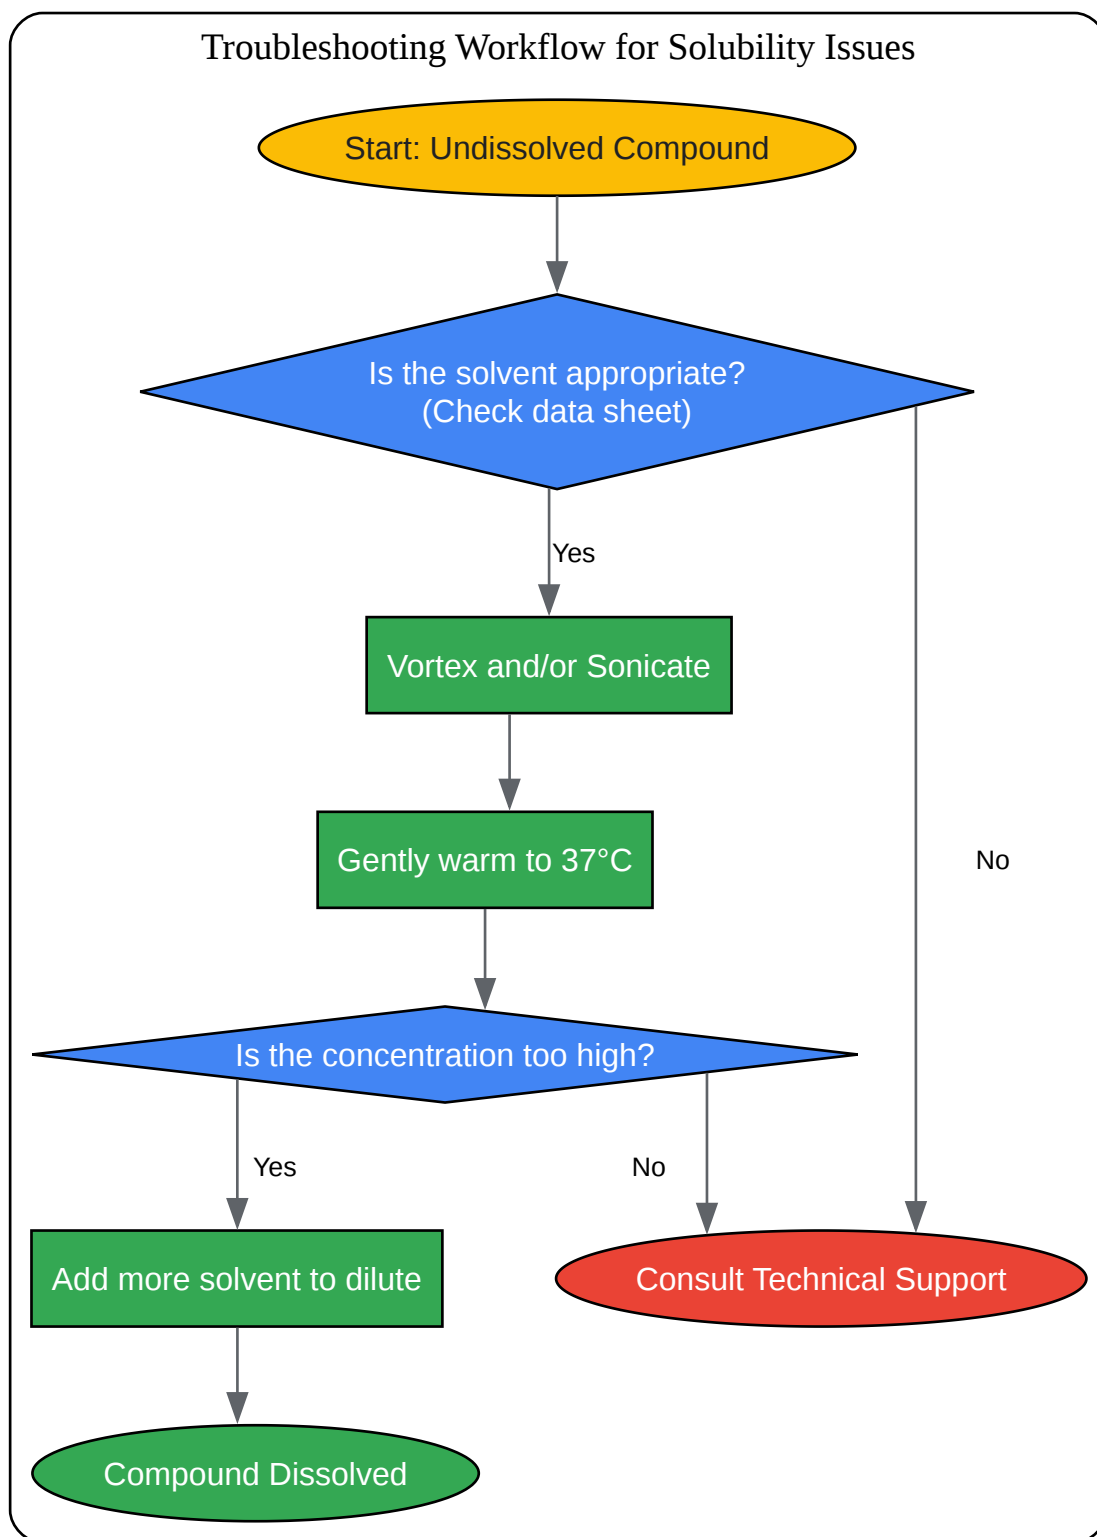 Troubleshooting Workflow for Solubility Issues
Start: Undissolved Compound
Is the solvent appropriate?
(Check data sheet)
Yes
Vortex and/or Sonicate
Gently warm to 37°C
No
Is the concentration too high?
Yes
No
Add more solvent to dilute
Consult Technical Support
Compound Dissolved